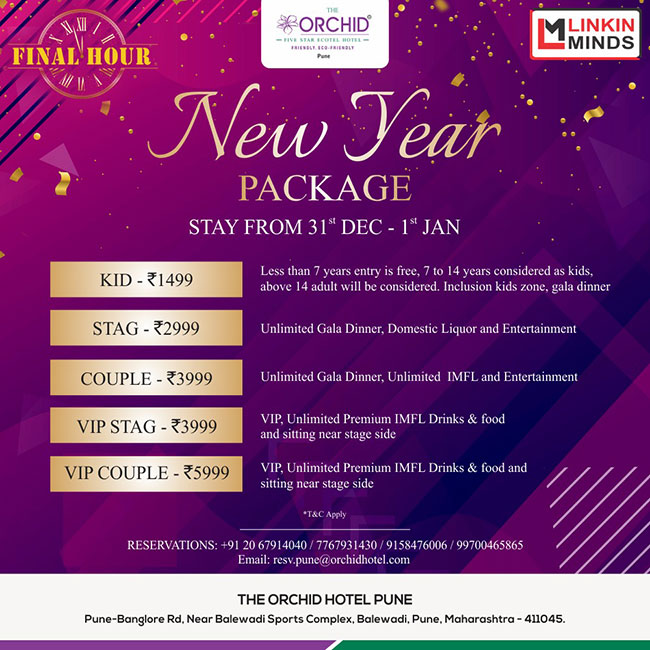 FINAL HOUR
THE
ORCHID
FIVE STAR ECOTEL HOTEL
FRIENDLY. ECO-FRIENDLY
Pune
LM LINKIN
MINDS
New Year
PACKAGE
STAY FROM 31st DEC - 1st JAN
KID - ₹1499
Less than 7 years entry is free, 7 to 14 years considered as kids,
above 14 adult will be considered. Inclusion kids zone, gala dinner
STAG - ₹2999
Unlimited Gala Dinner, Domestic Liquor and Entertainment
COUPLE - ₹3999
Unlimited Gala Dinner, Unlimited IMFL and Entertainment
VIP STAG - ₹3999
VIP, Unlimited Premium IMFL Drinks & food
and sitting near stage side
VIP COUPLE - ₹5999
VIP, Unlimited Premium IMFL Drinks & food and
sitting near stage side
*T&C Apply
RESERVATIONS: +91 20 67914040 / 7767931430 / 9158476006 / 99700465865
Email: resv.pune@orchidhotel.com
THE ORCHID HOTEL PUNE
Pune-Banglore Rd, Near Balewadi Sports Complex, Balewadi, Pune, Maharashtra - 411045.